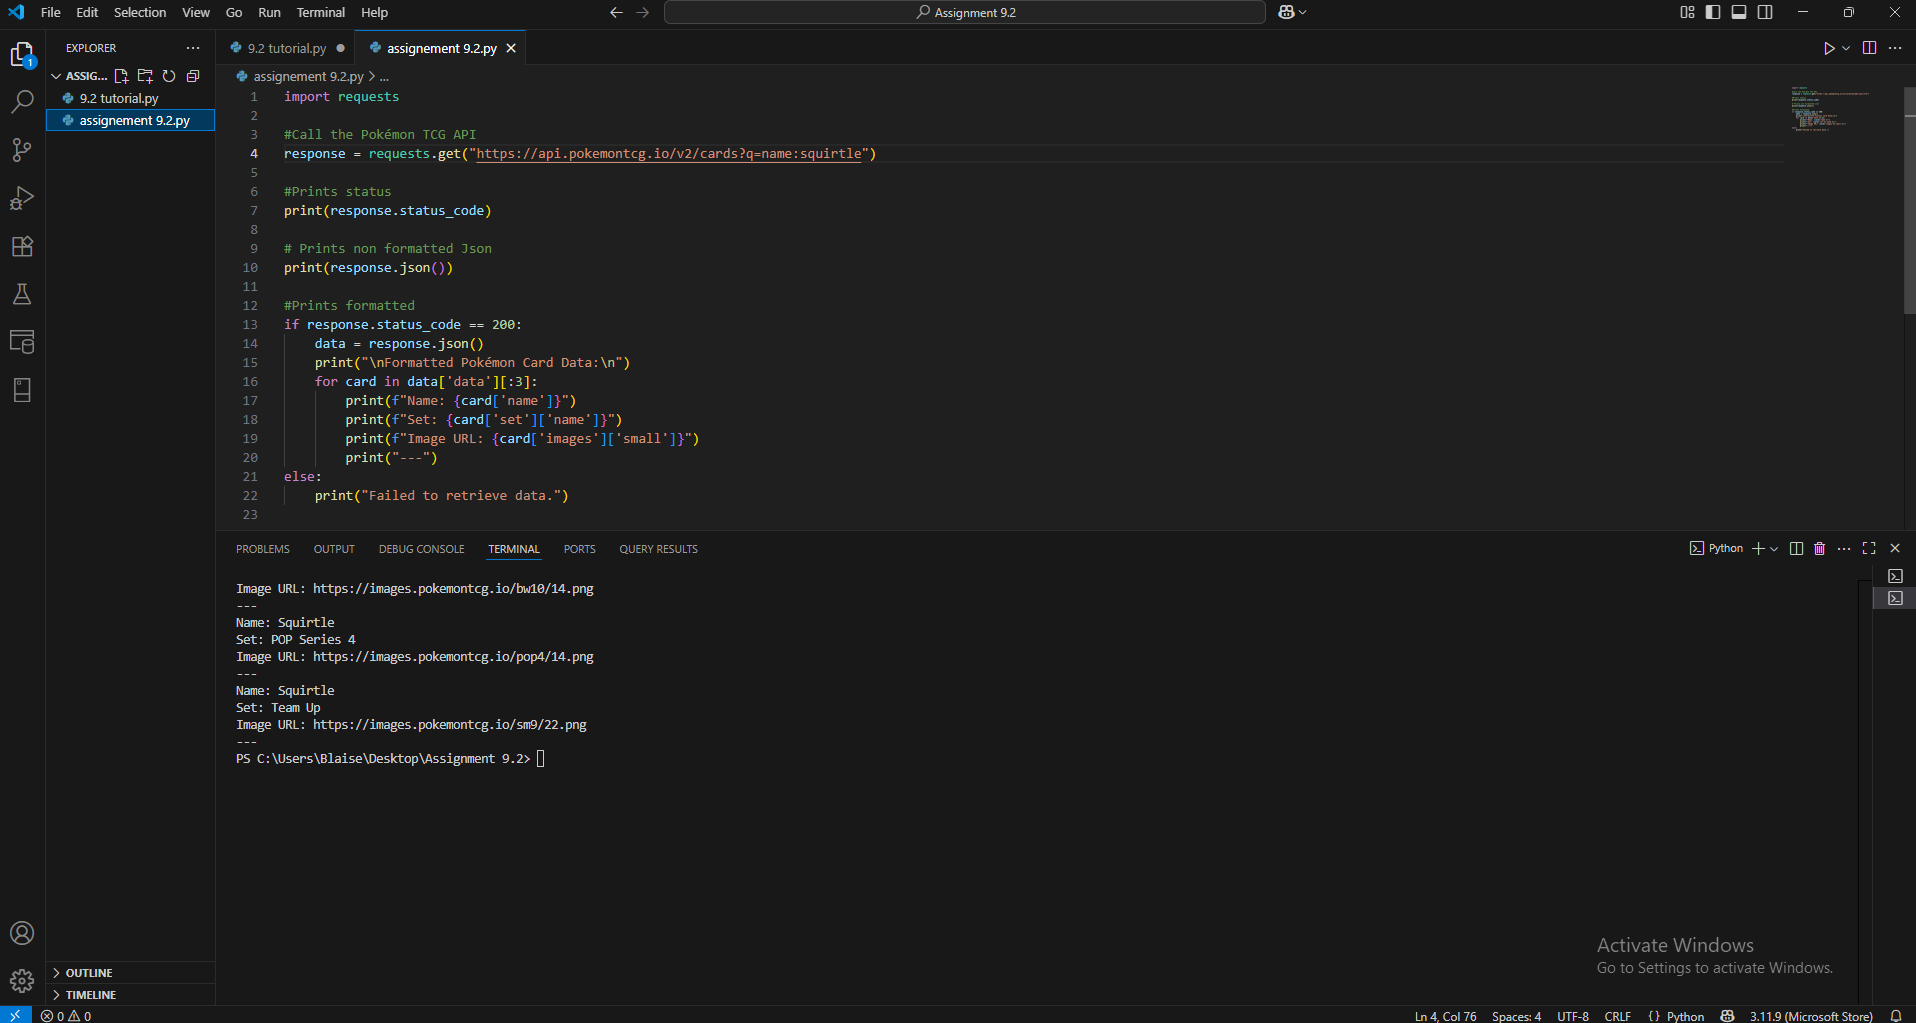 File Edit Selection View Go Run Terminal Help
Assignment 9.2
EXPLORER
1
ASSIG...
9.2 tutorial.py
assignement 9.2.py
OUTLINE
TIMELINE
9.2 tutorial.py
assignement 9.2.py
assignement 9.2.py > ...
1 import requests
2
3 #Call the Pokémon TCG API
4 response = requests.get("https://api.pokemontcg.io/v2/cards?q=name:squirtle")
5
6 #Prints status
7 print(response.status_code)
8
9 # Prints non formatted Json
10 print(response.json())
11
12 #Prints formatted
13 if response.status_code == 200:
14     data = response.json()
15     print("\nFormatted Pokémon Card Data:\n")
16     for card in data['data'][:3]:
17         print(f"Name: {card['name']}")
18         print(f"Set: {card['set']['name']}")
19         print(f"Image URL: {card['images']['small']}")
20         print("---")
21 else:
22     print("Failed to retrieve data.")
23
PROBLEMS OUTPUT DEBUG CONSOLE TERMINAL PORTS QUERY RESULTS
Python
Image URL: https://images.pokemontcg.io/bw10/14.png
---
Name: Squirtle
Set: POP Series 4
Image URL: https://images.pokemontcg.io/pop4/14.png
---
Name: Squirtle
Set: Team Up
Image URL: https://images.pokemontcg.io/sm9/22.png
---
PS C:\Users\Blaise\Desktop\Assignment 9.2>
Activate Windows
Go to Settings to activate Windows.
0 0
Ln 4, Col 76 Spaces: 4 UTF-8 CRLF {} Python 3.11.9 (Microsoft Store)